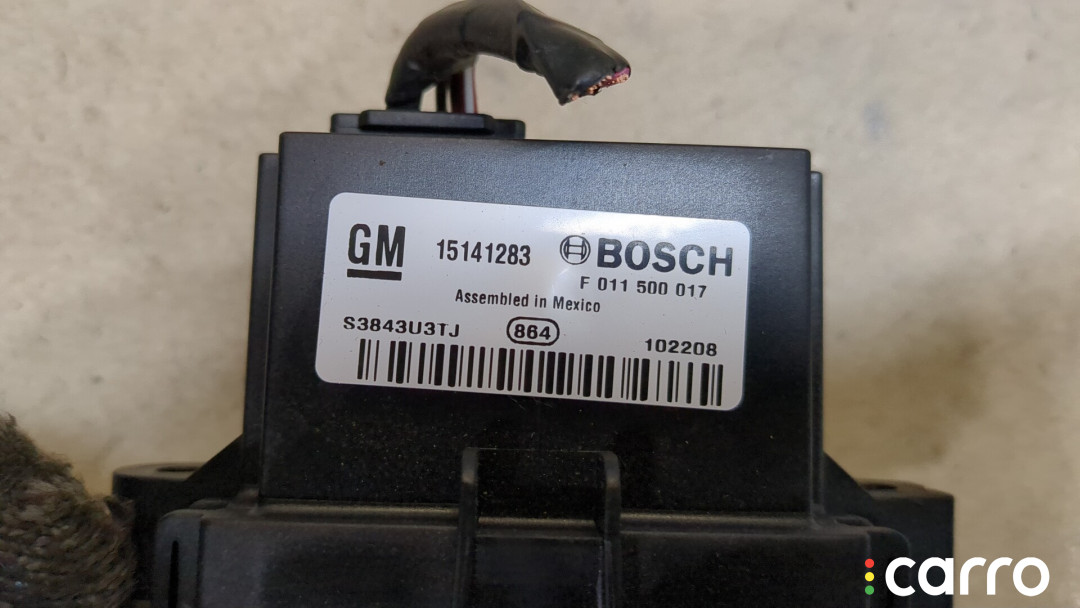 GM 15141283 BOSCH
F 011 500 017
Assembled in Mexico
S3843U3TJ 864 102208
carro